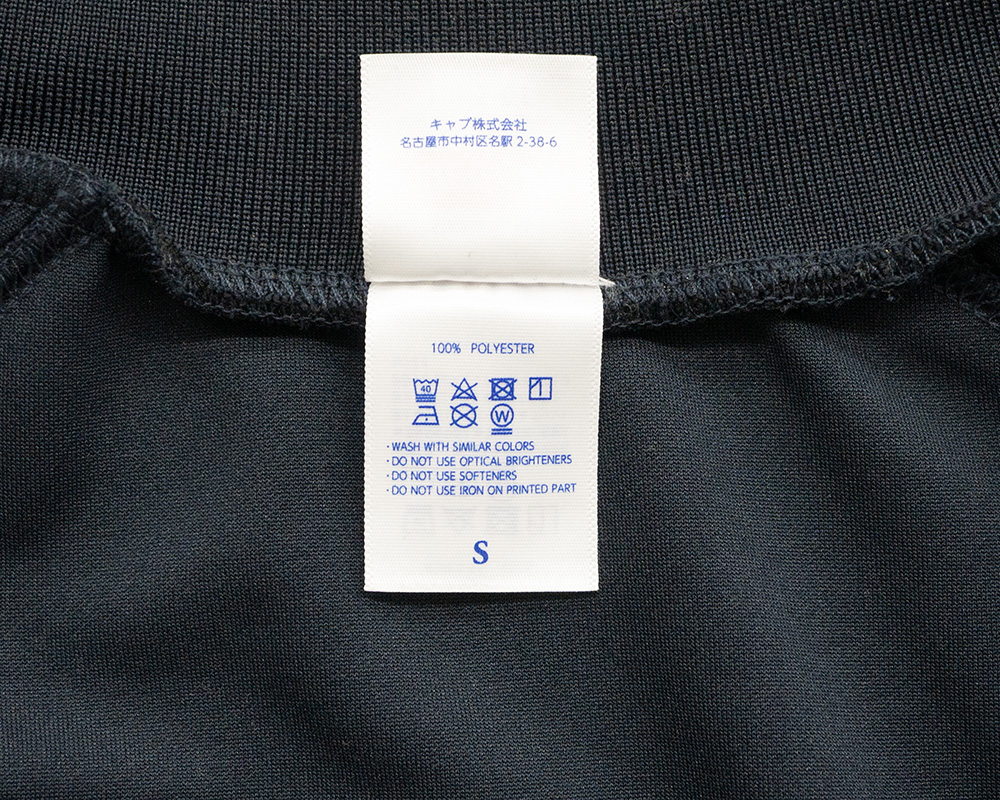 キャブ株式会社
名古屋市中村区名駅 2-38-6
100% POLYESTER
40
W
・WASH WITH SIMILAR COLORS
・DO NOT USE OPTICAL BRIGHTENERS
・DO NOT USE SOFTENERS
・DO NOT USE IRON ON PRINTED PART
S